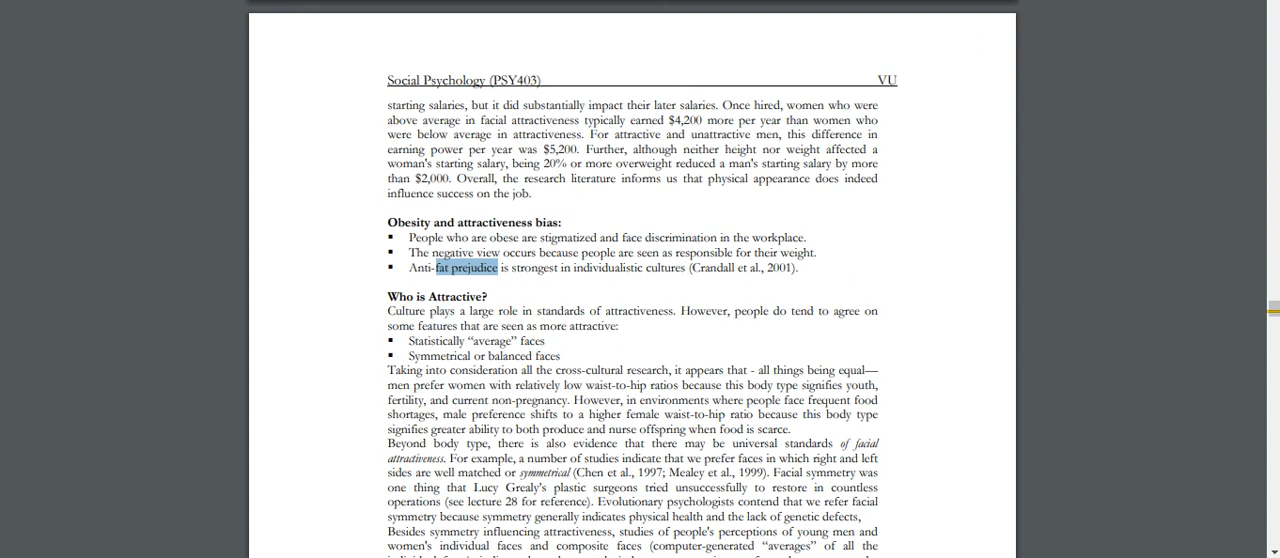 Social Psychology (PSY403) VU
starting salaries, but it did substantially impact their later salaries. Once hired, women who were
above average in facial attractiveness typically earned $4,200 more per year than women who
were below average in attractiveness. For attractive and unattractive men, this difference in
earning power per year was $5,200. Further, although neither height nor weight affected a
woman's starting salary, being 20% or more overweight reduced a man's starting salary by more
than $2,000. Overall, the research literature informs us that physical appearance does indeed
influence success on the job.
Obesity and attractiveness bias:
▪ People who are obese are stigmatized and face discrimination in the workplace.
▪ The negative view occurs because people are seen as responsible for their weight.
▪ Anti-fat prejudice is strongest in individualistic cultures (Crandall et al., 2001).
Who is Attractive?
Culture plays a large role in standards of attractiveness. However, people do tend to agree on
some features that are seen as more attractive:
▪ Statistically “average” faces
▪ Symmetrical or balanced faces
Taking into consideration all the cross-cultural research, it appears that - all things being equal—
men prefer women with relatively low waist-to-hip ratios because this body type signifies youth,
fertility, and current non-pregnancy. However, in environments where people face frequent food
shortages, male preference shifts to a higher female waist-to-hip ratio because this body type
signifies greater ability to both produce and nurse offspring when food is scarce.
Beyond body type, there is also evidence that there may be universal standards of facial
attractiveness. For example, a number of studies indicate that we prefer faces in which right and left
sides are well matched or symmetrical (Chen et al., 1997; Mealey et al., 1999). Facial symmetry was
one thing that Lucy Grealy's plastic surgeons tried unsuccessfully to restore in countless
operations (see lecture 28 for reference). Evolutionary psychologists contend that we refer facial
symmetry because symmetry generally indicates physical health and the lack of genetic defects,
Besides symmetry influencing attractiveness, studies of people's perceptions of young men and
women's individual faces and composite faces (computer-generated “averages” of all the